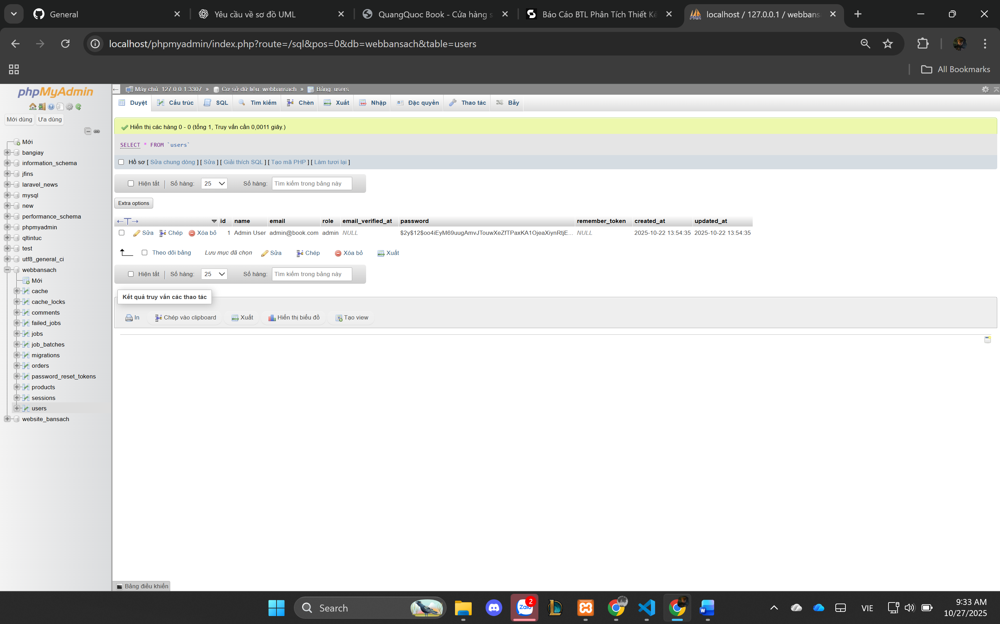 General
Yêu cầu về sơ đồ UML
QuangQuoc Book - Cửa hàng s
Báo Cáo BTL Phân Tích Thiết Kế
localhost / 127.0.0.1 / webbans
localhost/phpmyadmin/index.php?route=/sql&pos=0&db=webbansach&table=users
All Bookmarks
phpMyAdmin
Mới dùng Ưa dùng
Mới
bangiay
information_schema
jfins
laravel_news
mysql
new
performance_schema
phpmyadmin
qltintuc
test
utf8_general_ci
webbansach
Mới
cache
cache_locks
comments
failed_jobs
jobs
job_batches
migrations
orders
password_reset_tokens
products
sessions
users
website_bansach
Máy chủ: 127.0.0.1:3307 » Cơ sở dữ liệu: webbansach » Bảng: users
Duyệt Cấu trúc SQL Tìm kiếm Chèn Xuất Nhập Đặc quyền Thao tác Bẫy
Hiển thị các hàng 0 - 0 (tổng 1, Truy vấn cần 0,0011 giây.)
SELECT * FROM `users`
Hồ sơ [ Sửa chung dòng ] [ Sửa ] [ Giải thích SQL ] [ Tạo mã PHP ] [ Làm tươi lại ]
Hiện tất Số hàng: 25 Số hàng: Tìm kiếm trong bảng này
Extra options
id name email role email_verified_at password remember_token created_at updated_at
Sửa Chép Xóa bỏ 1 Admin User admin@book.com admin NULL $2y$12$oo4iEyM69uugAmvJTouwXeZfTPaxKA1OjeaXiynRtjE... NULL 2025-10-22 13:54:35 2025-10-22 13:54:35
Theo dõi bảng Lưu mục đã chọn Sửa Chép Xóa bỏ Xuất
Hiện tất Số hàng: 25 Số hàng: Tìm kiếm trong bảng này
Kết quả truy vấn các thao tác
In Chép vào clipboard Xuất Hiển thị biểu đồ Tạo view
Bảng điều khiển
Search
Zalo
2
VIE
9:33 AM
10/27/2025